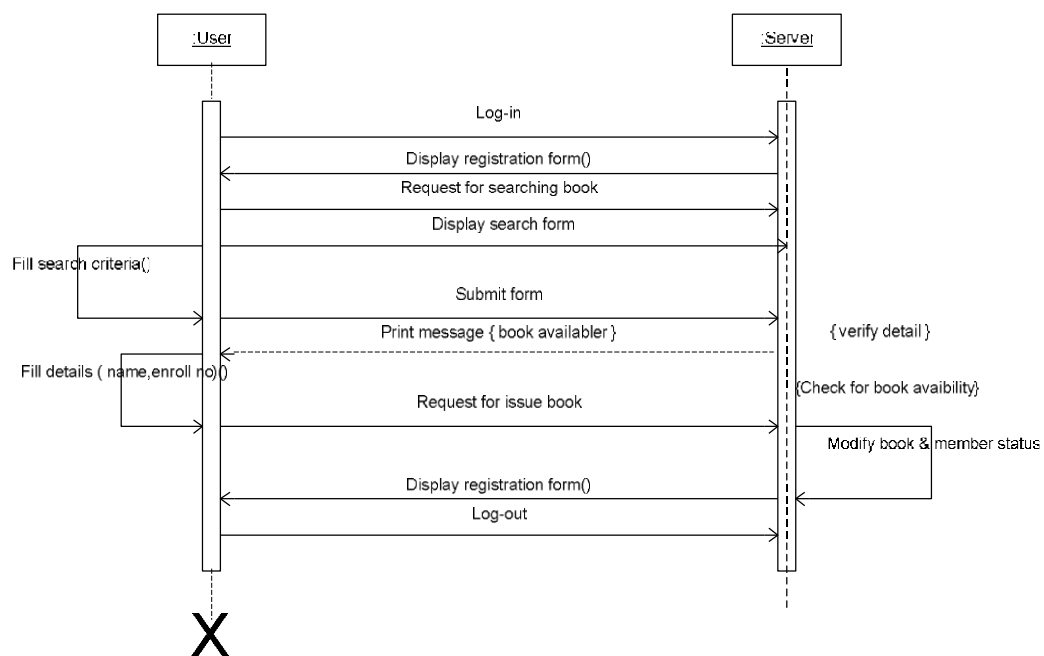 :User
:Server
Log-in
Display registration form()
Request for searching book
Display search form
Fill search criteria()
Submit form
Print message { book availabler }
{ verify detail }
Fill details ( name,enroll no)()
{Check for book avaibility}
Request for issue book
Modify book & member status
Display registration form()
Log-out
X